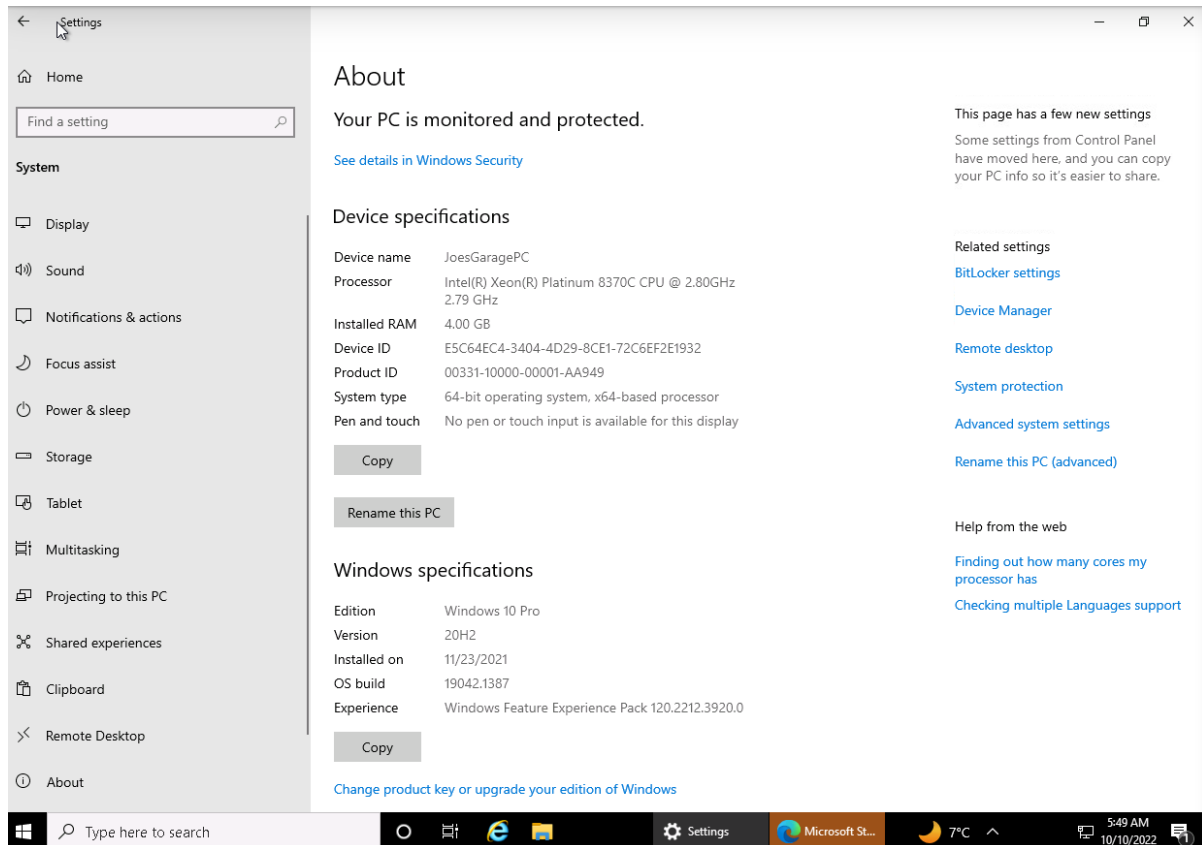 Settings
Home
Find a setting
System
Display
Sound
Notifications & actions
Focus assist
Power & sleep
Storage
Tablet
Multitasking
Projecting to this PC
Shared experiences
Clipboard
Remote Desktop
About
About
Your PC is monitored and protected.
See details in Windows Security
Device specifications
Device name JoesGaragePC
Processor Intel(R) Xeon(R) Platinum 8370C CPU @ 2.80GHz
2.79 GHz
Installed RAM 4.00 GB
Device ID E5C64EC4-3404-4D29-8CE1-72C6EF2E1932
Product ID 00331-10000-00001-AA949
System type 64-bit operating system, x64-based processor
Pen and touch No pen or touch input is available for this display
Copy
Rename this PC
Windows specifications
Edition Windows 10 Pro
Version 20H2
Installed on 11/23/2021
OS build 19042.1387
Experience Windows Feature Experience Pack 120.2212.3920.0
Copy
Change product key or upgrade your edition of Windows
This page has a few new settings
Some settings from Control Panel
have moved here, and you can copy
your PC info so it's easier to share.
Related settings
BitLocker settings
Device Manager
Remote desktop
System protection
Advanced system settings
Rename this PC (advanced)
Help from the web
Finding out how many cores my
processor has
Checking multiple Languages support
Type here to search
Settings
Microsoft St...
7°C
5:49 AM
10/10/2022
1